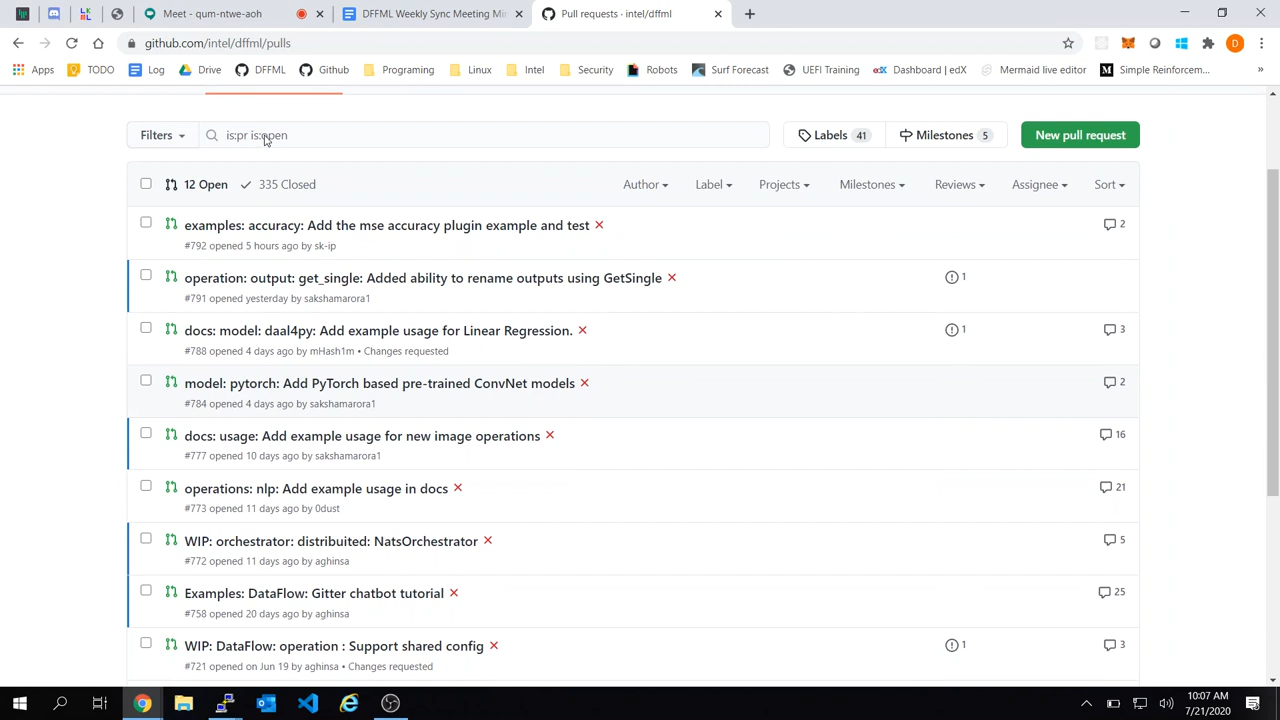 Meet - qum-ntwe-aoh
DFFML Weekly Sync Meeting Mi
Pull requests · intel/dffml
github.com/intel/dffml/pulls
D
Apps
TODO
Log
Drive
DFFML
Github
Programing
Linux
Intel
Security
Robots
Surf Forecast
UEFI Training
edX Dashboard | edX
Mermaid live editor
M Simple Reinforcem...
»
Filters
is:pr is:open
Labels 41
Milestones 5
New pull request
12 Open
335 Closed
Author
Label
Projects
Milestones
Reviews
Assignee
Sort
examples: accuracy: Add the mse accuracy plugin example and test
2
#792 opened 5 hours ago by sk-ip
operation: output: get_single: Added ability to rename outputs using GetSingle
1
#791 opened yesterday by sakshamarora1
docs: model: daal4py: Add example usage for Linear Regression.
1
3
#788 opened 4 days ago by mHash1m • Changes requested
model: pytorch: Add PyTorch based pre-trained ConvNet models
2
#784 opened 4 days ago by sakshamarora1
docs: usage: Add example usage for new image operations
16
#777 opened 10 days ago by sakshamarora1
operations: nlp: Add example usage in docs
21
#773 opened 11 days ago by 0dust
WIP: orchestrator: distribuited: NatsOrchestrator
5
#772 opened 11 days ago by aghinsa
Examples: DataFlow: Gitter chatbot tutorial
25
#758 opened 20 days ago by aghinsa
WIP: DataFlow: operation : Support shared config
1
3
#721 opened on Jun 19 by aghinsa • Changes requested
10:07 AM
7/21/2020